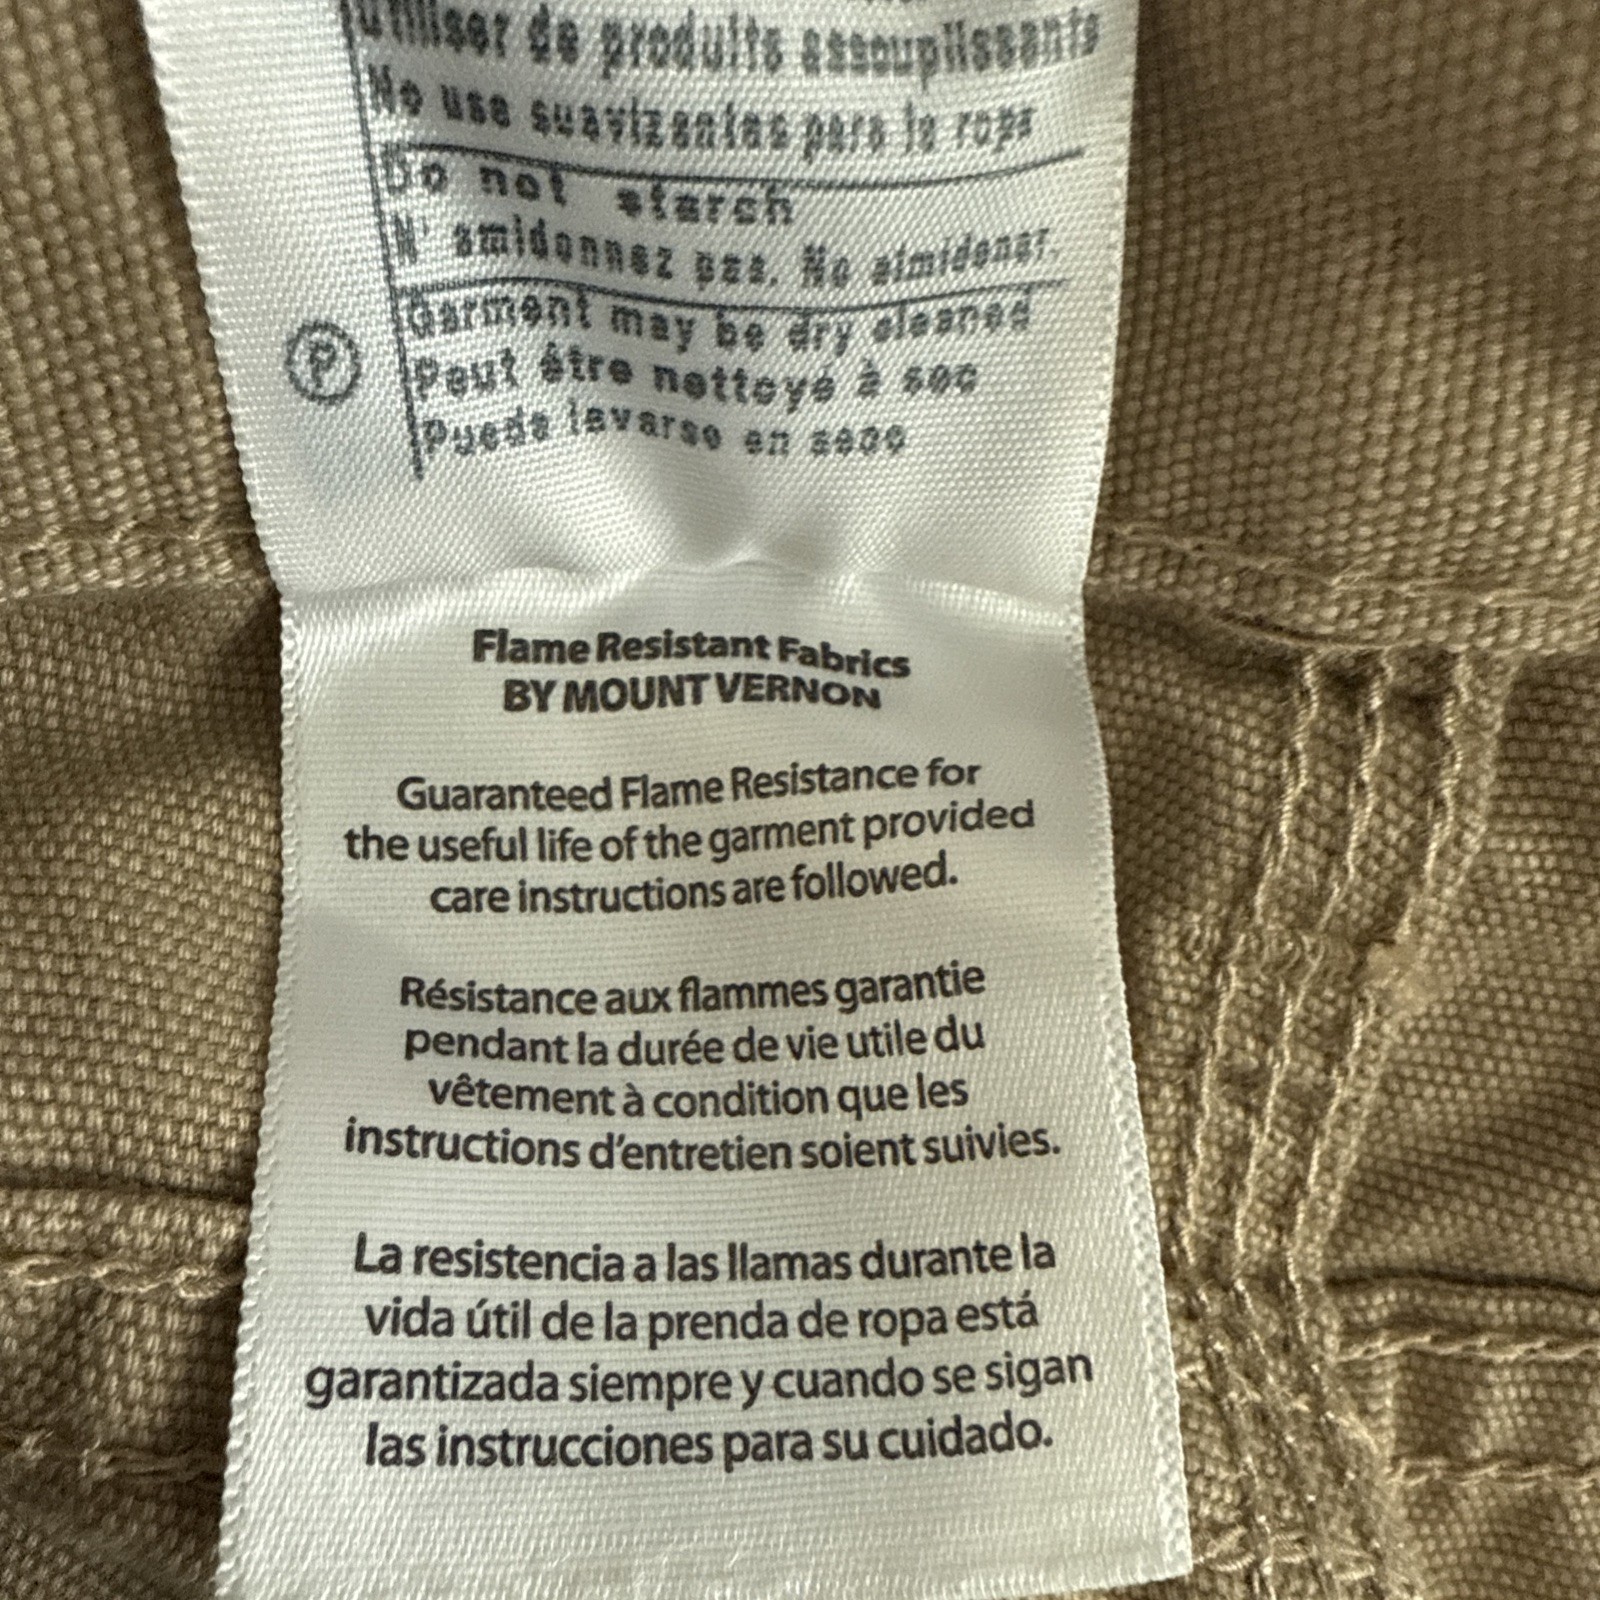 utiliser de produits assouplissants
No use suavizantes para la ropa
Do not starch
N' amidonnez pas. No almidonar.
Garment may be dry cleaned
P
Peut être nettoyé à sec
Puede lavarse en seco
Flame Resistant Fabrics
BY MOUNT VERNON
Guaranteed Flame Resistance for
the useful life of the garment provided
care instructions are followed.
Résistance aux flammes garantie
pendant la durée de vie utile du
vêtement à condition que les
instructions d'entretien soient suivies.
La resistencia a las llamas durante la
vida útil de la prenda de ropa está
garantizada siempre y cuando se sigan
las instrucciones para su cuidado.